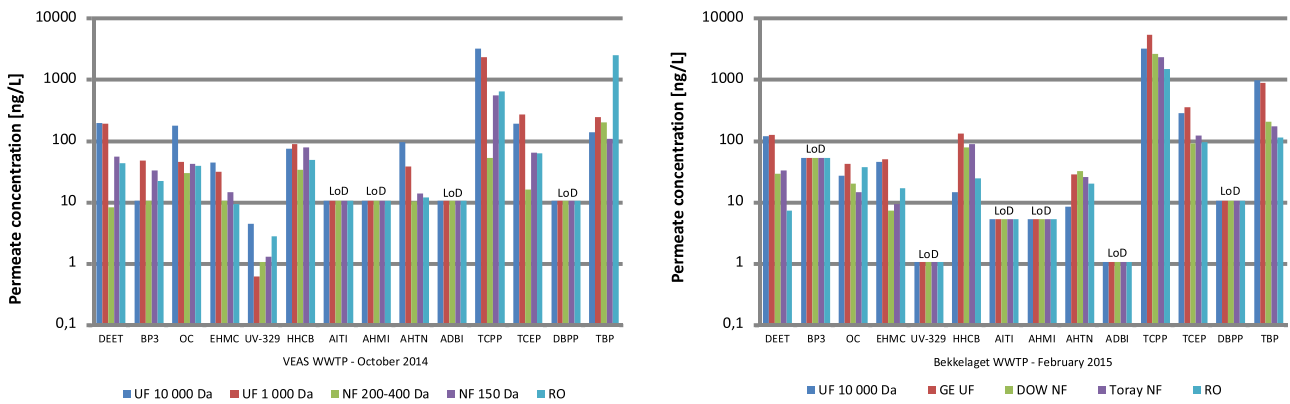 Permeate concentration [ng/L]
10000
1000
100
10
1
0,1
LoD LoD LoD LoD
DEET BP3 OC EHMC UV-329 HHCB AITI AHMI AHTN ADBI TCPP TCEP DBPP TBP
VEAS WWTP - October 2014
UF 10 000 Da UF 1 000 Da NF 200-400 Da NF 150 Da RO
Permeate concentration [ng/L]
10000
1000
100
10
1
0,1
LoD LoD LoD LoD LoD LoD
DEET BP3 OC EHMC UV-329 HHCB AITI AHMI AHTN ADBI TCPP TCEP DBPP TBP
Bekkelaget WWTP - February 2015
UF 10 000 Da GE UF DOW NF Toray NF RO